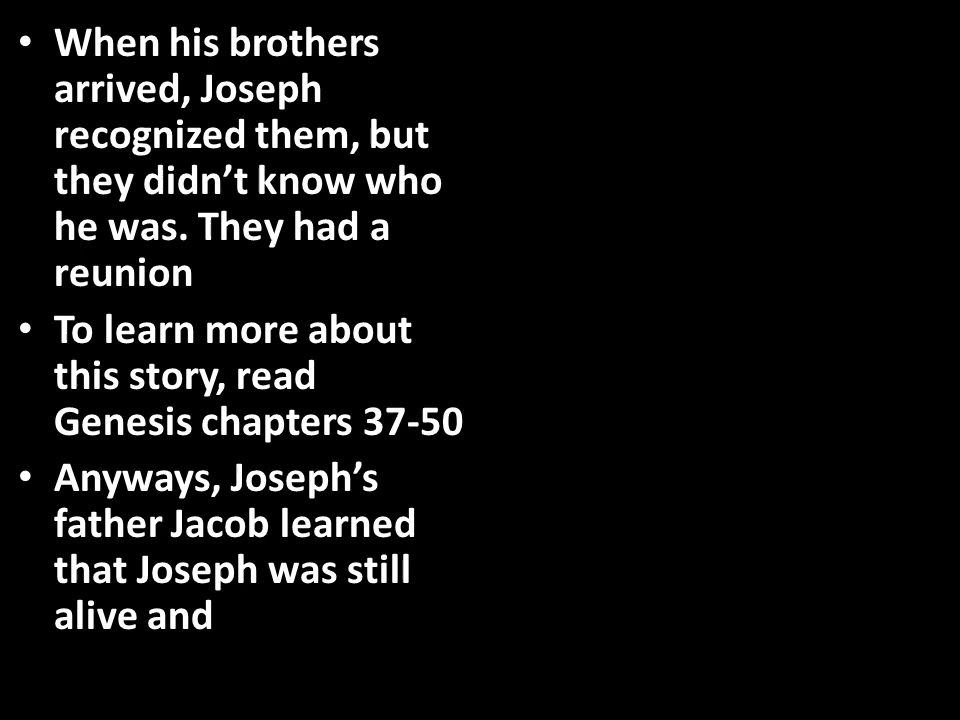 • When his brothers
arrived, Joseph
recognized them, but
they didn’t know who
he was. They had a
reunion
• To learn more about
this story, read
Genesis chapters 37-50
• Anyways, Joseph’s
father Jacob learned
that Joseph was still
alive and